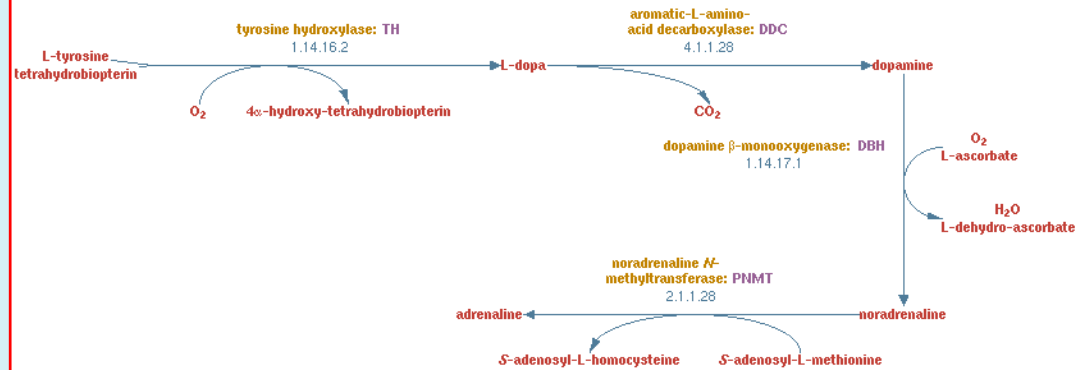 tyrosine hydroxylase: TH
1.14.16.2
aromatic-L-amino-
acid decarboxylase: DDC
4.1.1.28
L-tyrosine
tetrahydrobiopterin
L-dopa
dopamine
O₂
4α-hydroxy-tetrahydrobiopterin
CO₂
dopamine β-monooxygenase: DBH
1.14.17.1
O₂
L-ascorbate
H₂O
L-dehydro-ascorbate
noradrenaline N-
methyltransferase: PNMT
2.1.1.28
adrenaline
noradrenaline
S-adenosyl-L-homocysteine
S-adenosyl-L-methionine